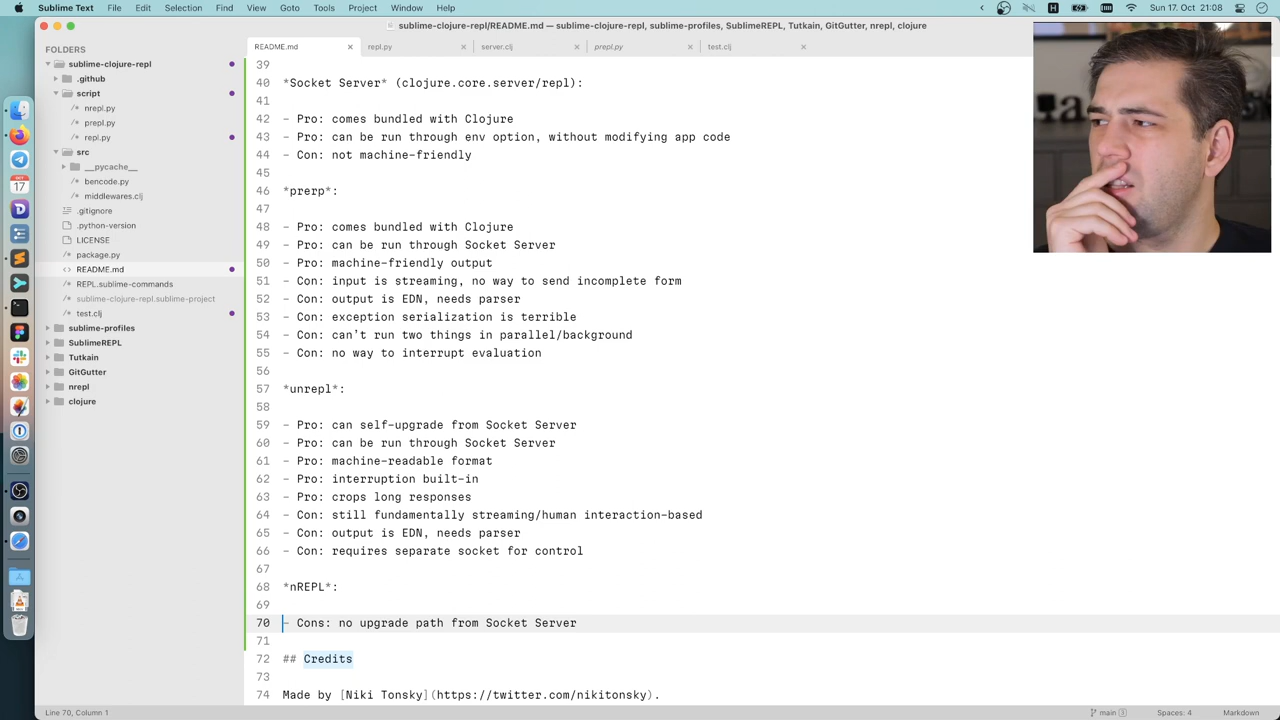 Sublime Text File Edit Selection Find View Goto Tools Project Window Help
Sun 17. Oct 21:08
sublime-clojure-repl/README.md — sublime-clojure-repl, sublime-profiles, SublimeREPL, Tutkain, GitGutter, nrepl, clojure
FOLDERS
sublime-clojure-repl
.github
script
nrepl.py
prepl.py
repl.py
src
__pycache__
bencode.py
middlewares.clj
.gitignore
.python-version
LICENSE
package.py
README.md
REPL.sublime-commands
sublime-clojure-repl.sublime-project
test.clj
sublime-profiles
SublimeREPL
Tutkain
GitGutter
nrepl
clojure
OCT
17
README.md repl.py server.clj prepl.py test.clj
39
40 *Socket Server* (clojure.core.server/repl):
41
42 - Pro: comes bundled with Clojure
43 - Pro: can be run through env option, without modifying app code
44 - Con: not machine-friendly
45
46 *prerp*:
47
48 - Pro: comes bundled with Clojure
49 - Pro: can be run through Socket Server
50 - Pro: machine-friendly output
51 - Con: input is streaming, no way to send incomplete form
52 - Con: output is EDN, needs parser
53 - Con: exception serialization is terrible
54 - Con: can’t run two things in parallel/background
55 - Con: no way to interrupt evaluation
56
57 *unrepl*:
58
59 - Pro: can self-upgrade from Socket Server
60 - Pro: can be run through Socket Server
61 - Pro: machine-readable format
62 - Pro: interruption built-in
63 - Pro: crops long responses
64 - Con: still fundamentally streaming/human interaction-based
65 - Con: output is EDN, needs parser
66 - Con: requires separate socket for control
67
68 *nREPL*:
69
70 - Cons: no upgrade path from Socket Server
71
72 ## Credits
73
74 Made by [Niki Tonsky](https://twitter.com/nikitonsky).
Line 70, Column 1
main 3 Spaces: 4 Markdown